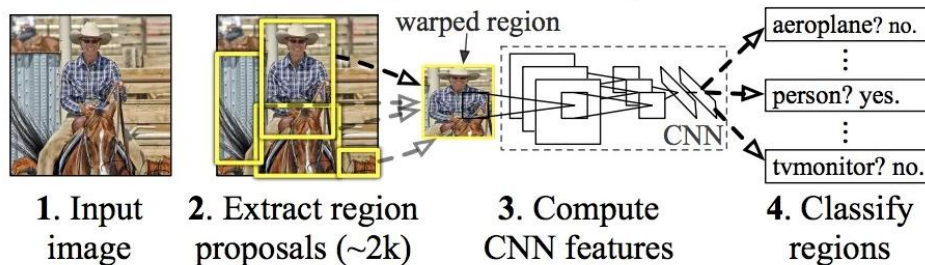 warped region
aeroplane? no.
person? yes.
CNN
tvmonitor? no.
1. Input
image
2. Extract region
proposals (~2k)
3. Compute
CNN features
4. Classify
regions